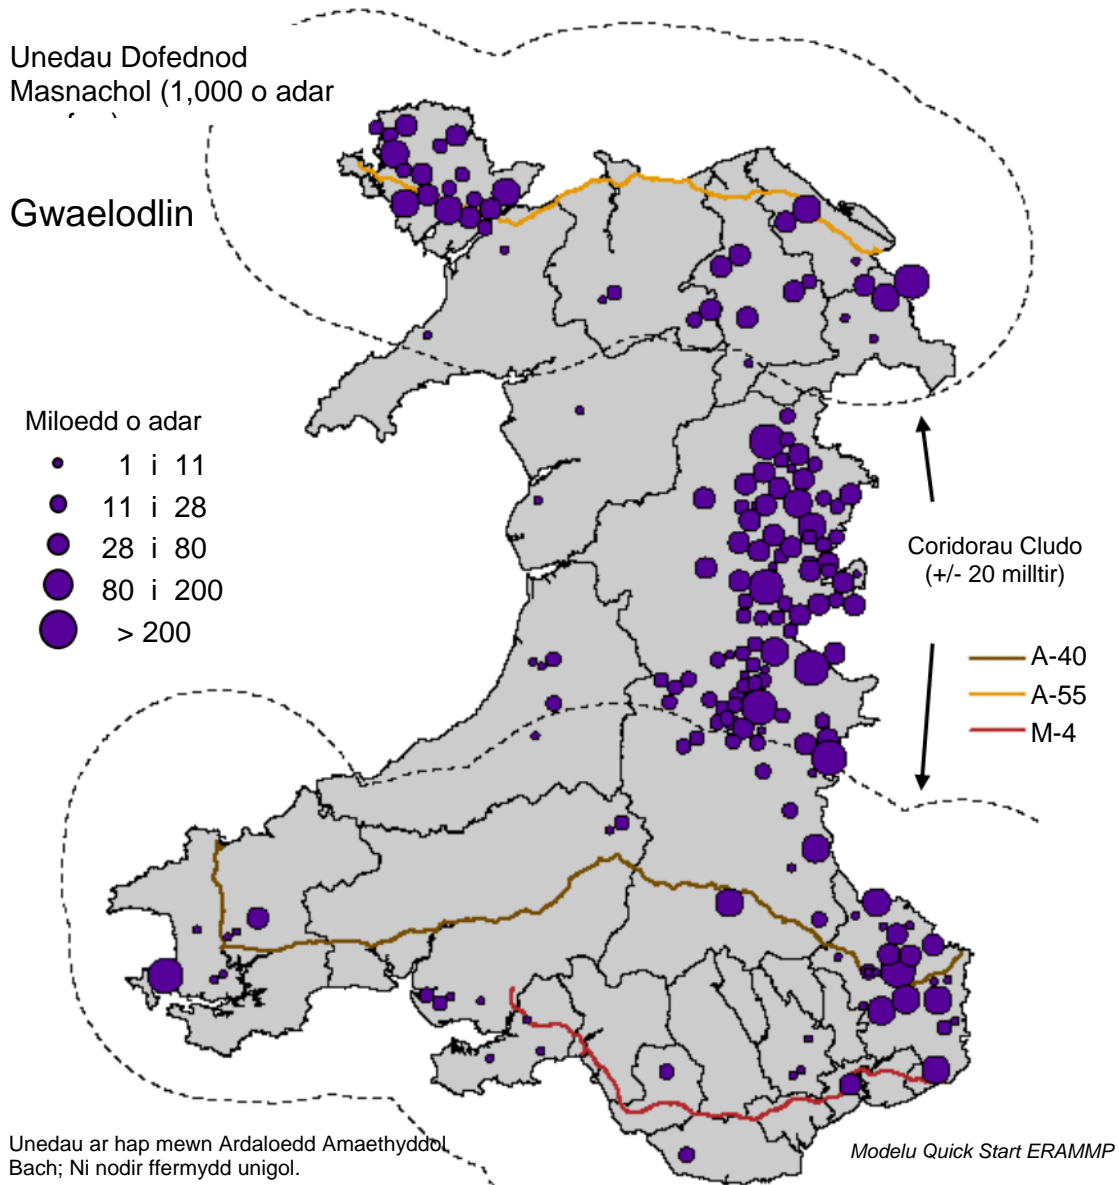 Unedau Dofednod
Masnachol (1,000 o adar
Gwaelodlin
Miloedd o adar
1 i 11
11 i 28
28 i 80
80 i 200
> 200
Coridorau Cludo
(+/- 20 milltir)
A-40
A-55
M-4
Unedau ar hap mewn Ardaloedd Amaethyddol
Bach; Ni nodir ffermydd unigol.
Modelu Quick Start ERAMMP